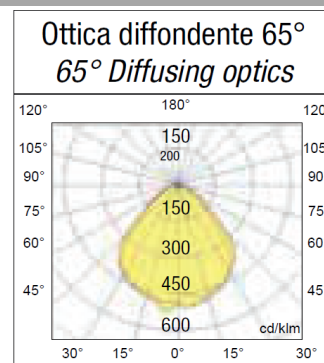 Ottica diffondente 65°
65° Diffusing optics
120° 180° 120
105° 150 105
200
90° 90
150
75° 75
60° 300 60
45° 450 45
600 cd/klm
30° 15° 0° 15° 30°